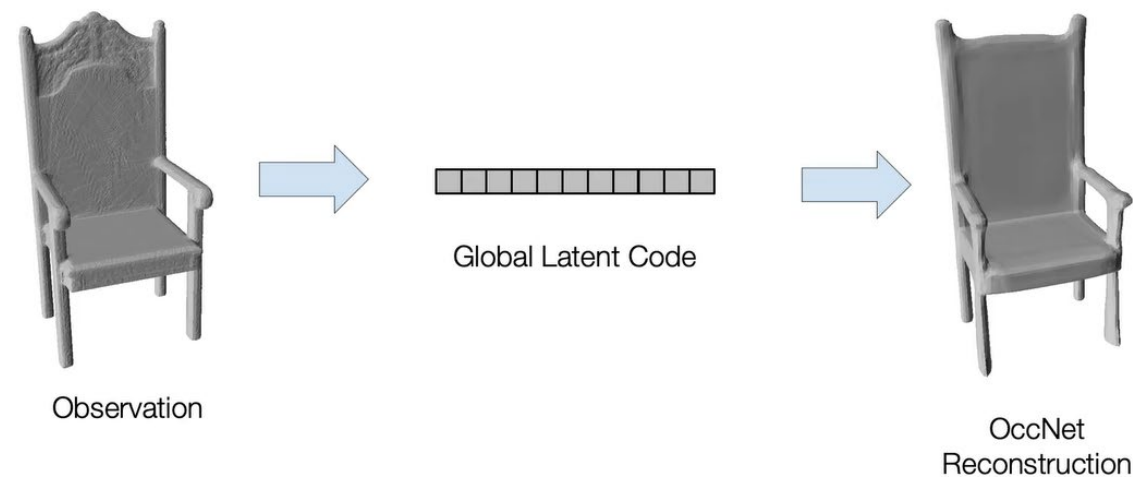 Global Latent Code
Observation
OccNet
Reconstruction